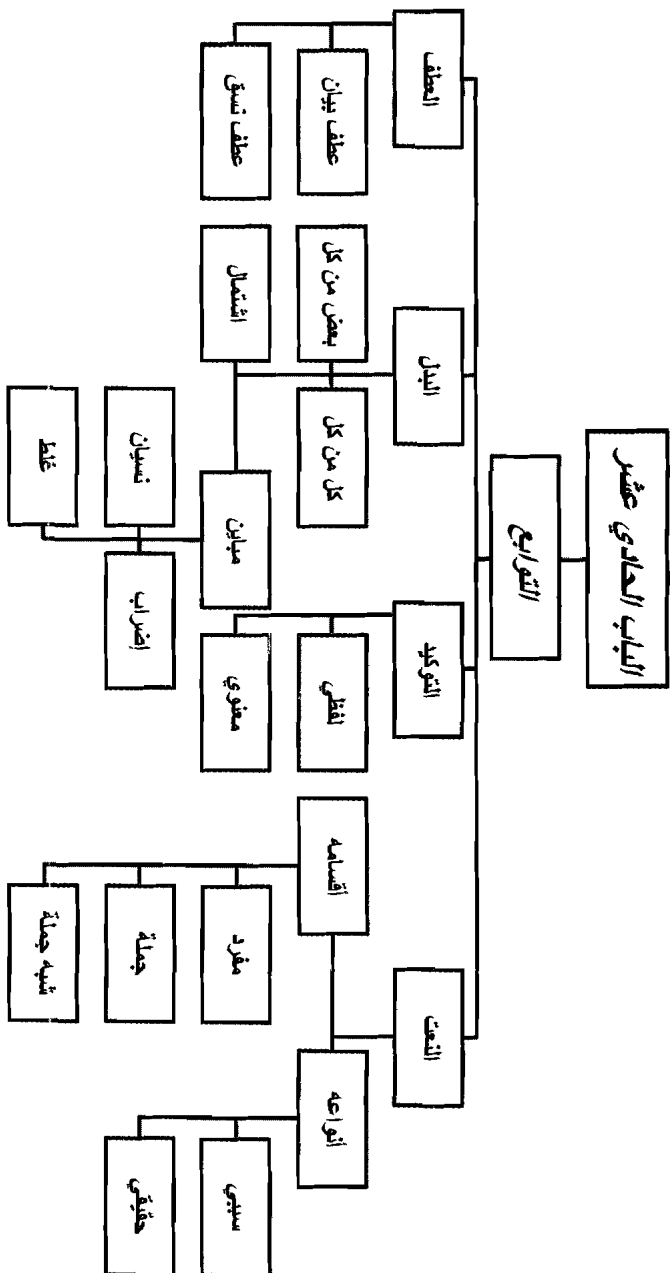 الباب الحادي عشر
التوابع
النعت
أنواعه
سببي
حقيقي
أقسامه
مفرد
جملة
شبه جملة
التوكيد
لفظي
معنوي
البدل
كل من كل
بعض من كل
اشتمال
مباين
اضراب
نسيان
غلط
العطف
عطف بيان
عطف نسق